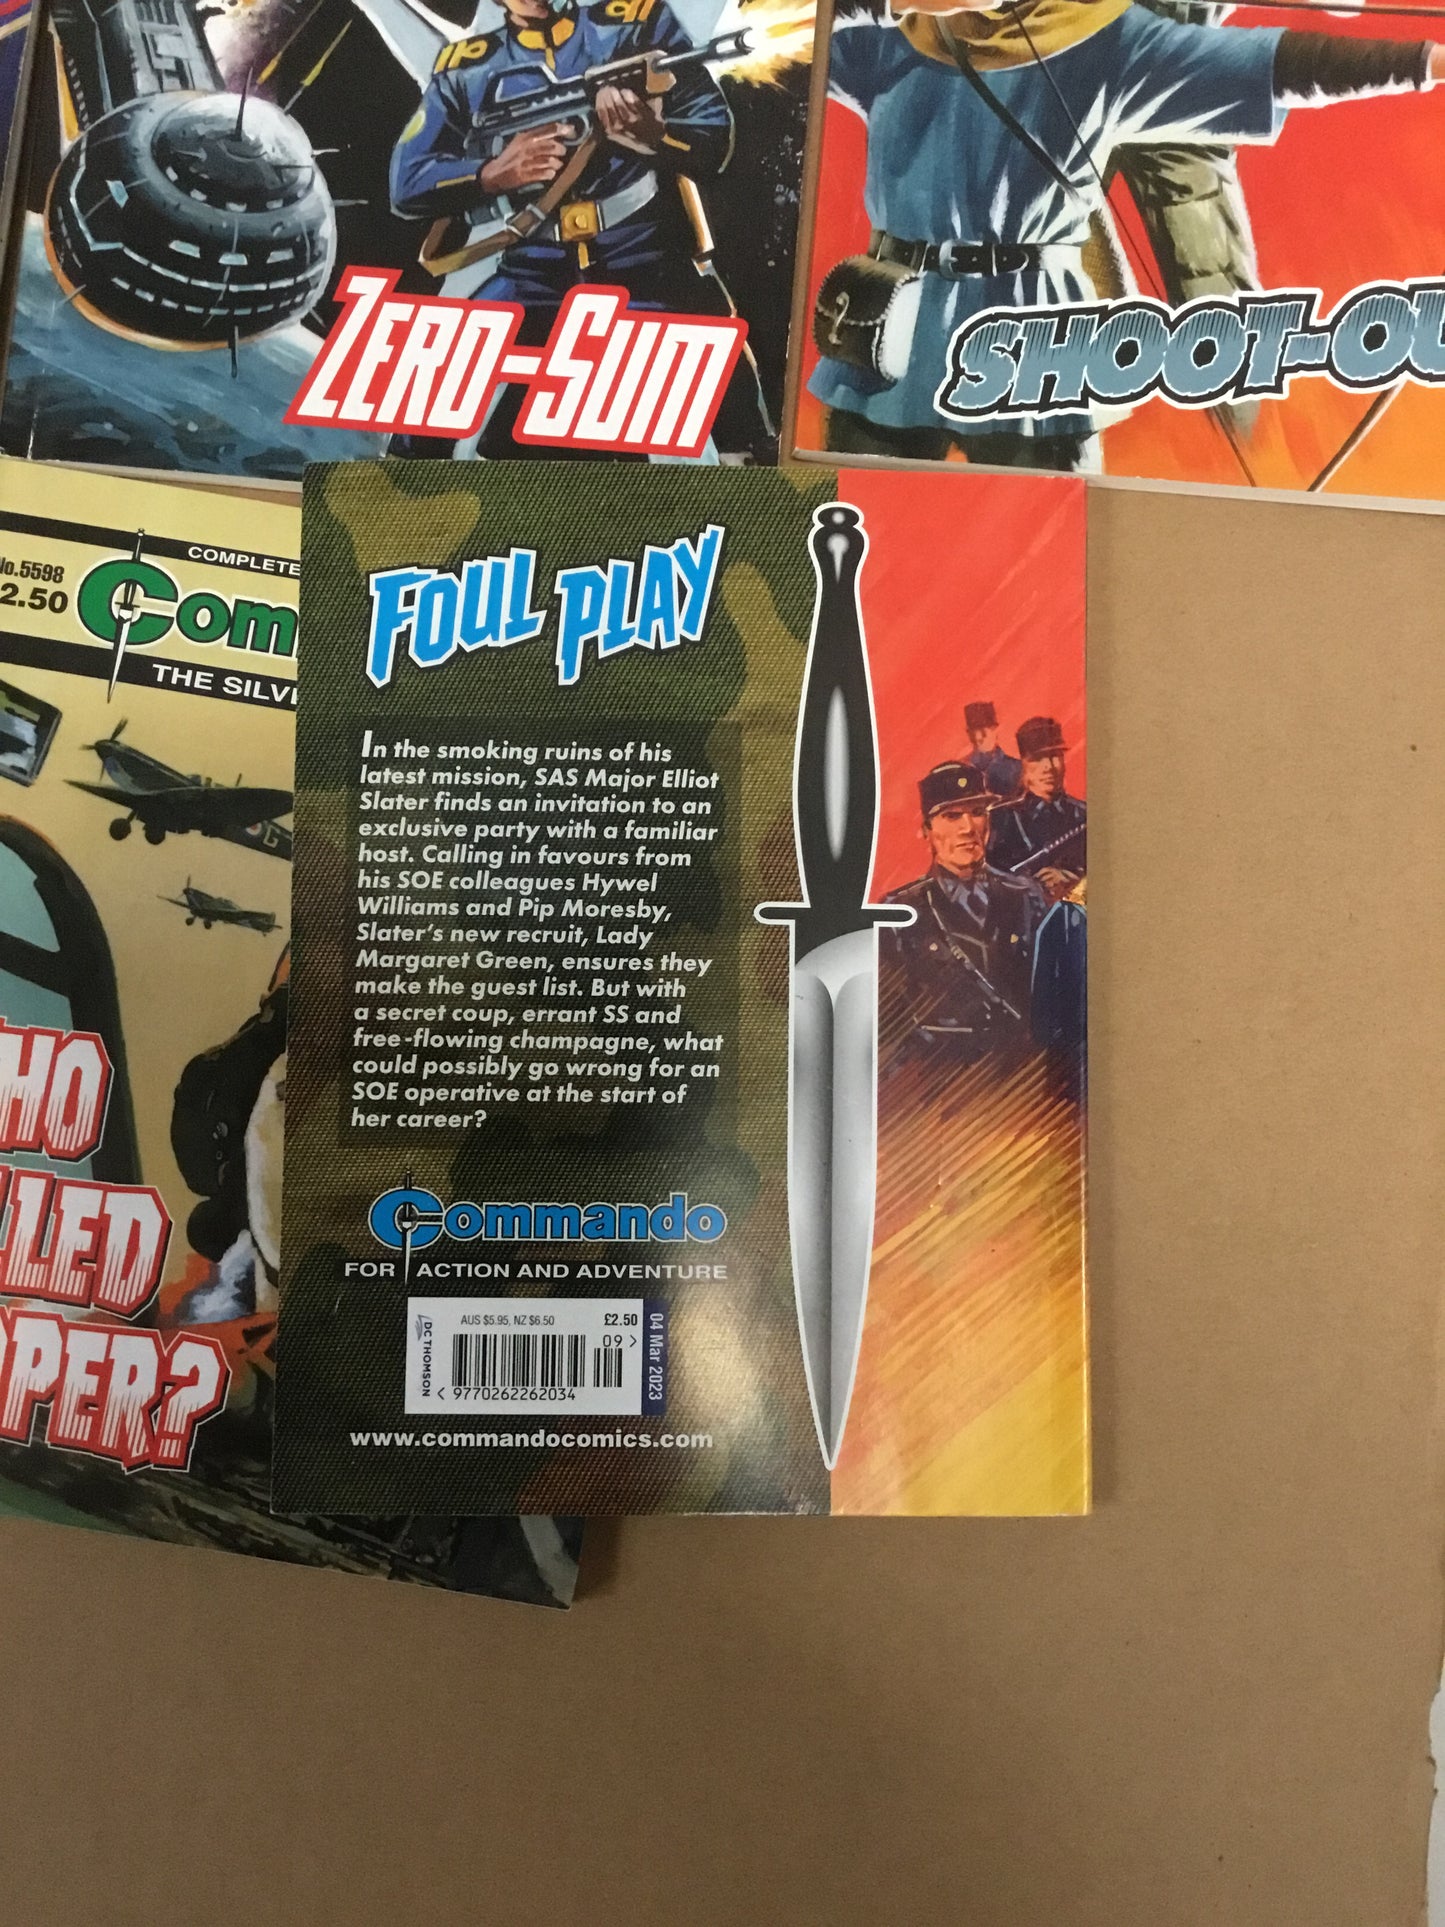 ZERO-SUM
SHOOT-OU
COMPLETE
No.5598
2.50
Com
THE SILV
HO
LLED
PER?
FOUL PLAY
In the smoking ruins of his
latest mission, SAS Major Elliot
Slater finds an invitation to an
exclusive party with a familiar
host. Calling in favours from
his SOE colleagues Hywel
Williams and Pip Moresby,
Slater's new recruit, Lady
Margaret Green, ensures they
make the guest list. But with
a secret coup, errant SS and
free-flowing champagne, what
could possibly go wrong for an
SOE operative at the start of
her career?
Commando
FOR ACTION AND ADVENTURE
AUS $5.95, NZ $6.50 £2.50
09 >
DC THOMSON
< 9770262262034
04 Mar 2023
www.commandocomics.com